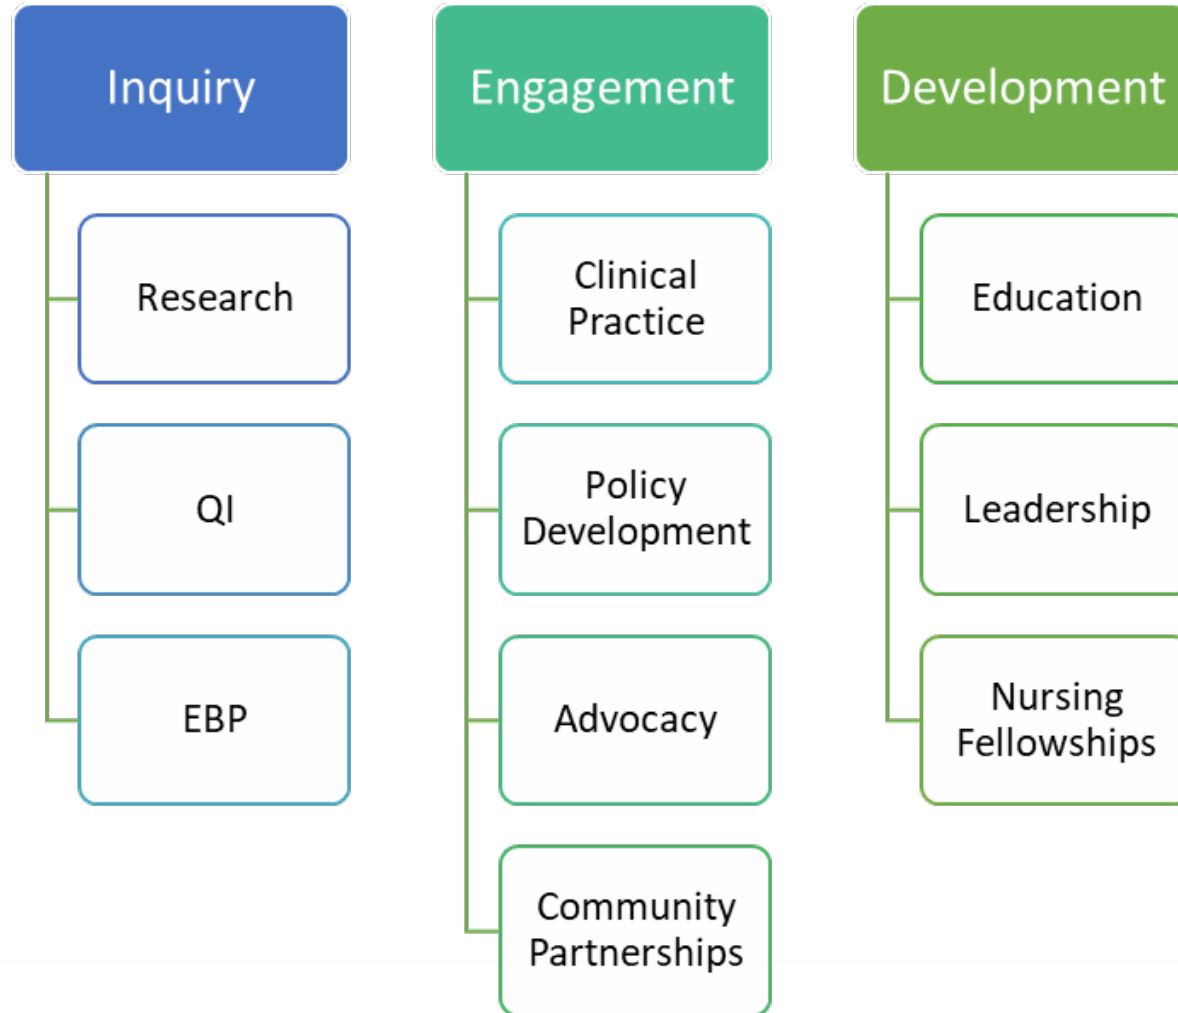 Inquiry
Research
QI
EBP
Engagement
Clinical
Practice
Policy
Development
Advocacy
Community
Partnerships
Development
Education
Leadership
Nursing
Fellowships